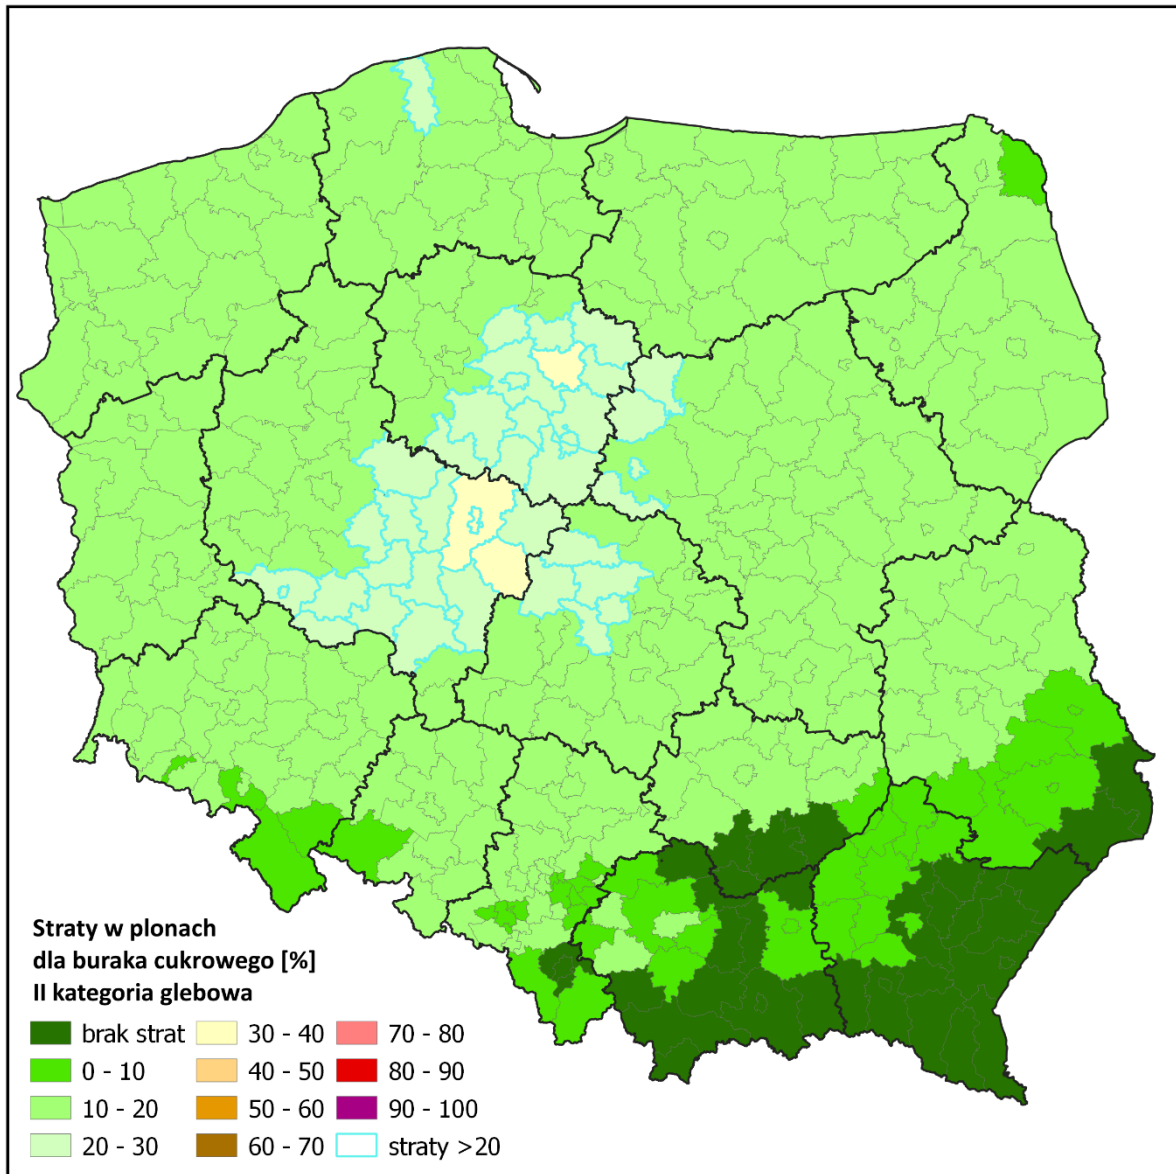 Straty w plonach
dla buraka cukrowego [%]
II kategoria glebowa
brak strat
0 - 10
10 - 20
20 - 30
30 - 40
40 - 50
50 - 60
60 - 70
70 - 80
80 - 90
90 - 100
straty >20